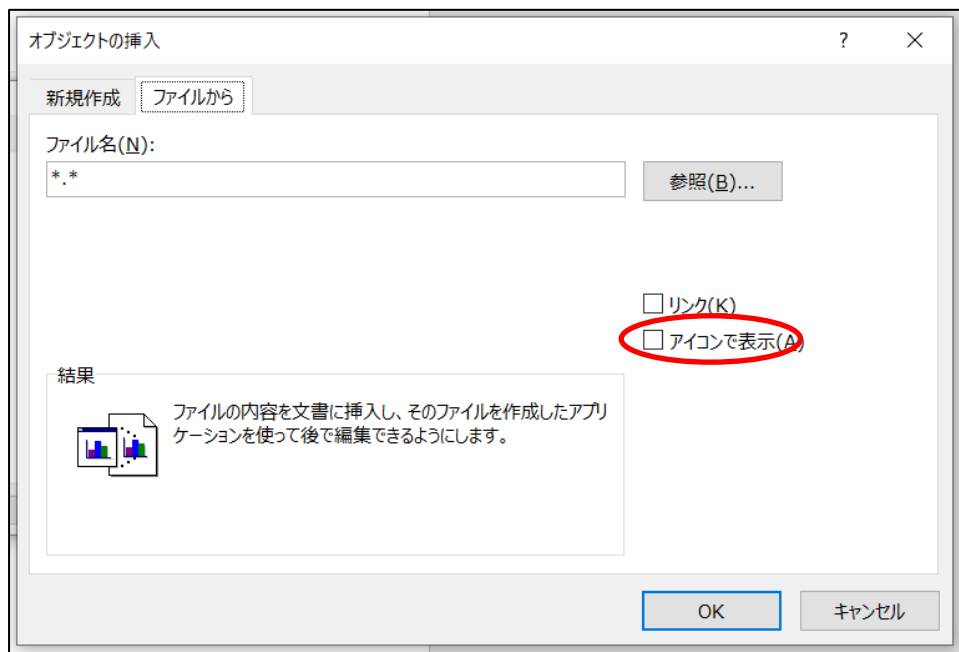 オブジェクトの挿入
?
新規作成 ファイルから
ファイル名(N):
*.*
参照(B)...
リンク(K)
アイコンで表示(A)
結果
ファイルの内容を文書に挿入し、そのファイルを作成したアプリ
ケーションを使って後で編集できるようにします。
OK キャンセル